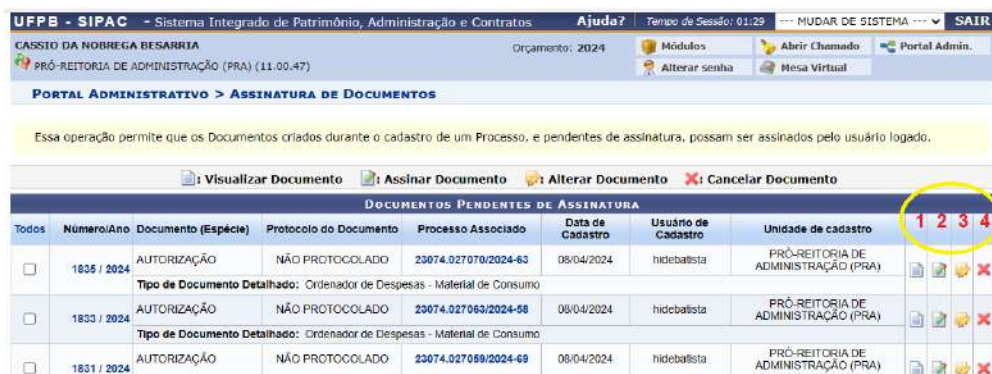 UFPB - SIPAC - Sistema Integrado de Patrimônio, Administração e Contratos Ajuda? Tempo de Sessão: 01:29 --- MUDAR DE SISTEMA --- SAIR
CASSIO DA NOBREGA BESARRIA Orçamento: 2024 Módulos Abrir Chamado Portal Admin.
PRÓ-REITORIA DE ADMINISTRAÇÃO (PRA) (11.00.47) Alterar senha Mesa Virtual
PORTAL ADMINISTRATIVO > ASSINATURA DE DOCUMENTOS
Essa operação permite que os Documentos criados durante o cadastro de um Processo, e pendentes de assinatura, possam ser assinados pelo usuário logado.
: Visualizar Documento : Assinar Documento : Alterar Documento : Cancelar Documento
DOCUMENTOS PENDENTES DE ASSINATURA
Todos Número/Ano Documento (Espécie) Protocolo do Documento Processo Associado Data de Cadastro Usuário de Cadastro Unidade de cadastro 1 2 3 4
1835 / 2024 AUTORIZAÇÃO NÃO PROTOCOLADO 23074.027070/2024-63 08/04/2024 hidebatista PRÓ-REITORIA DE ADMINISTRAÇÃO (PRA)
Tipo de Documento Detalhado: Ordenador de Despesas - Material de Consumo
1833 / 2024 AUTORIZAÇÃO NÃO PROTOCOLADO 23074.027063/2024-58 08/04/2024 hidebatista PRÓ-REITORIA DE ADMINISTRAÇÃO (PRA)
Tipo de Documento Detalhado: Ordenador de Despesas - Material de Consumo
1831 / 2024 AUTORIZAÇÃO NÃO PROTOCOLADO 23074.027059/2024-69 08/04/2024 hidebatista PRÓ-REITORIA DE ADMINISTRAÇÃO (PRA)